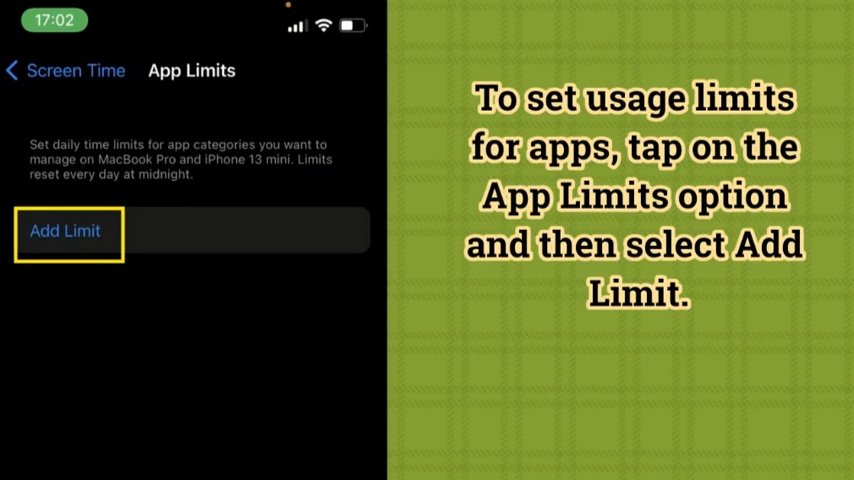 17:02
Screen Time
App Limits
Set daily time limits for app categories you want to
manage on MacBook Pro and iPhone 13 mini. Limits
reset every day at midnight.
Add Limit
To set usage limits
for apps, tap on the
App Limits option
and then select Add
Limit.